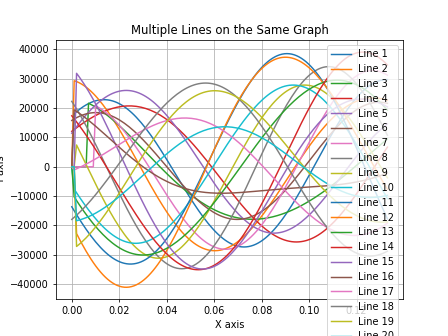 Multiple Lines on the Same Graph
40000
30000
20000
10000
0
−10000
−20000
−30000
−40000
0.00
0.02
0.04
0.06
0.08
0.10
X axis
Line 1
Line 2
Line 3
Line 4
Line 5
Line 6
Line 7
Line 8
Line 9
Line 10
Line 11
Line 12
Line 13
Line 14
Line 15
Line 16
Line 17
Line 18
Line 19
Line 20